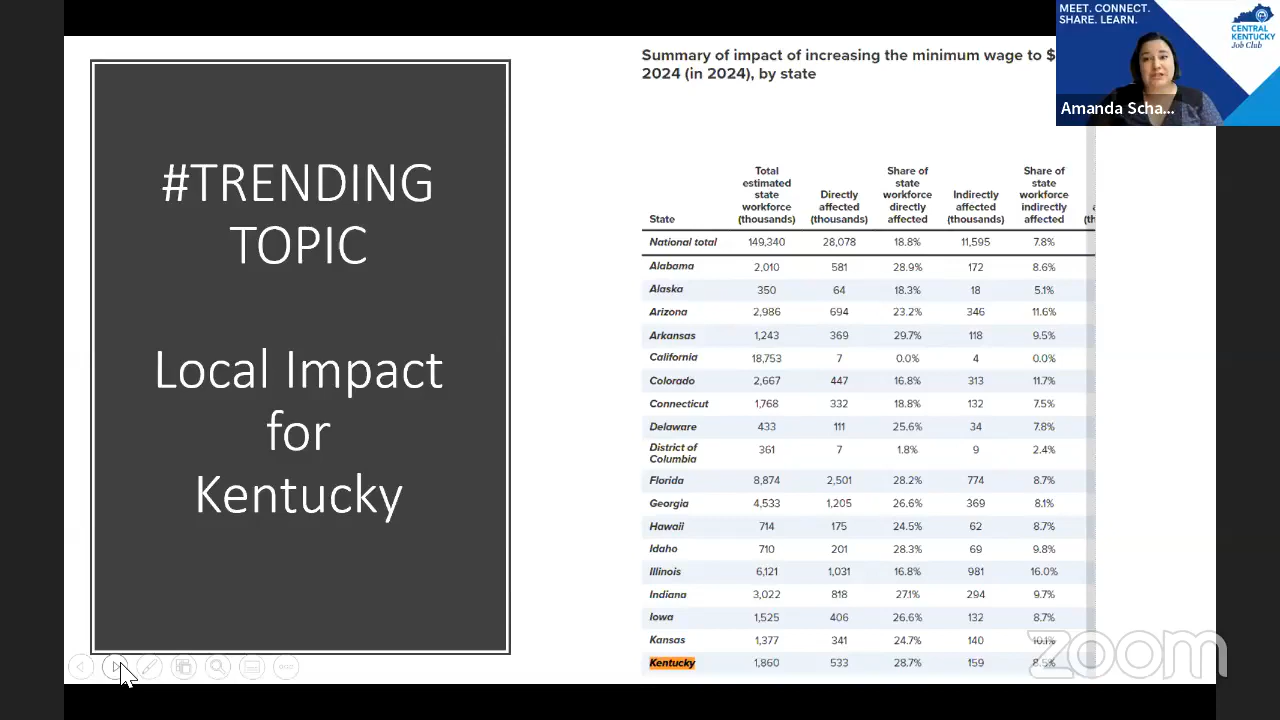 MEET. CONNECT.
SHARE. LEARN.
CENTRAL
KENTUCKY
Job Club
Amanda Scha...
#TRENDING
TOPIC
Local Impact
for
Kentucky
Summary of impact of increasing the minimum wage to $
2024 (in 2024), by state
State Total estimated state workforce (thousands) Directly affected (thousands) Share of state workforce directly affected Indirectly affected (thousands) Share of state workforce indirectly affected
National total 149,340 28,078 18.8% 11,595 7.8%
Alabama 2,010 581 28.9% 172 8.6%
Alaska 350 64 18.3% 18 5.1%
Arizona 2,986 694 23.2% 346 11.6%
Arkansas 1,243 369 29.7% 118 9.5%
California 18,753 7 0.0% 4 0.0%
Colorado 2,667 447 16.8% 313 11.7%
Connecticut 1,768 332 18.8% 132 7.5%
Delaware 433 111 25.6% 34 7.8%
District of Columbia 361 7 1.8% 9 2.4%
Florida 8,874 2,501 28.2% 774 8.7%
Georgia 4,533 1,205 26.6% 369 8.1%
Hawaii 714 175 24.5% 62 8.7%
Idaho 710 201 28.3% 69 9.8%
Illinois 6,121 1,031 16.8% 981 16.0%
Indiana 3,022 818 27.1% 294 9.7%
Iowa 1,525 406 26.6% 132 8.7%
Kansas 1,377 341 24.7% 140 10.1%
Kentucky 1,860 533 28.7% 159 8.5%
zoom